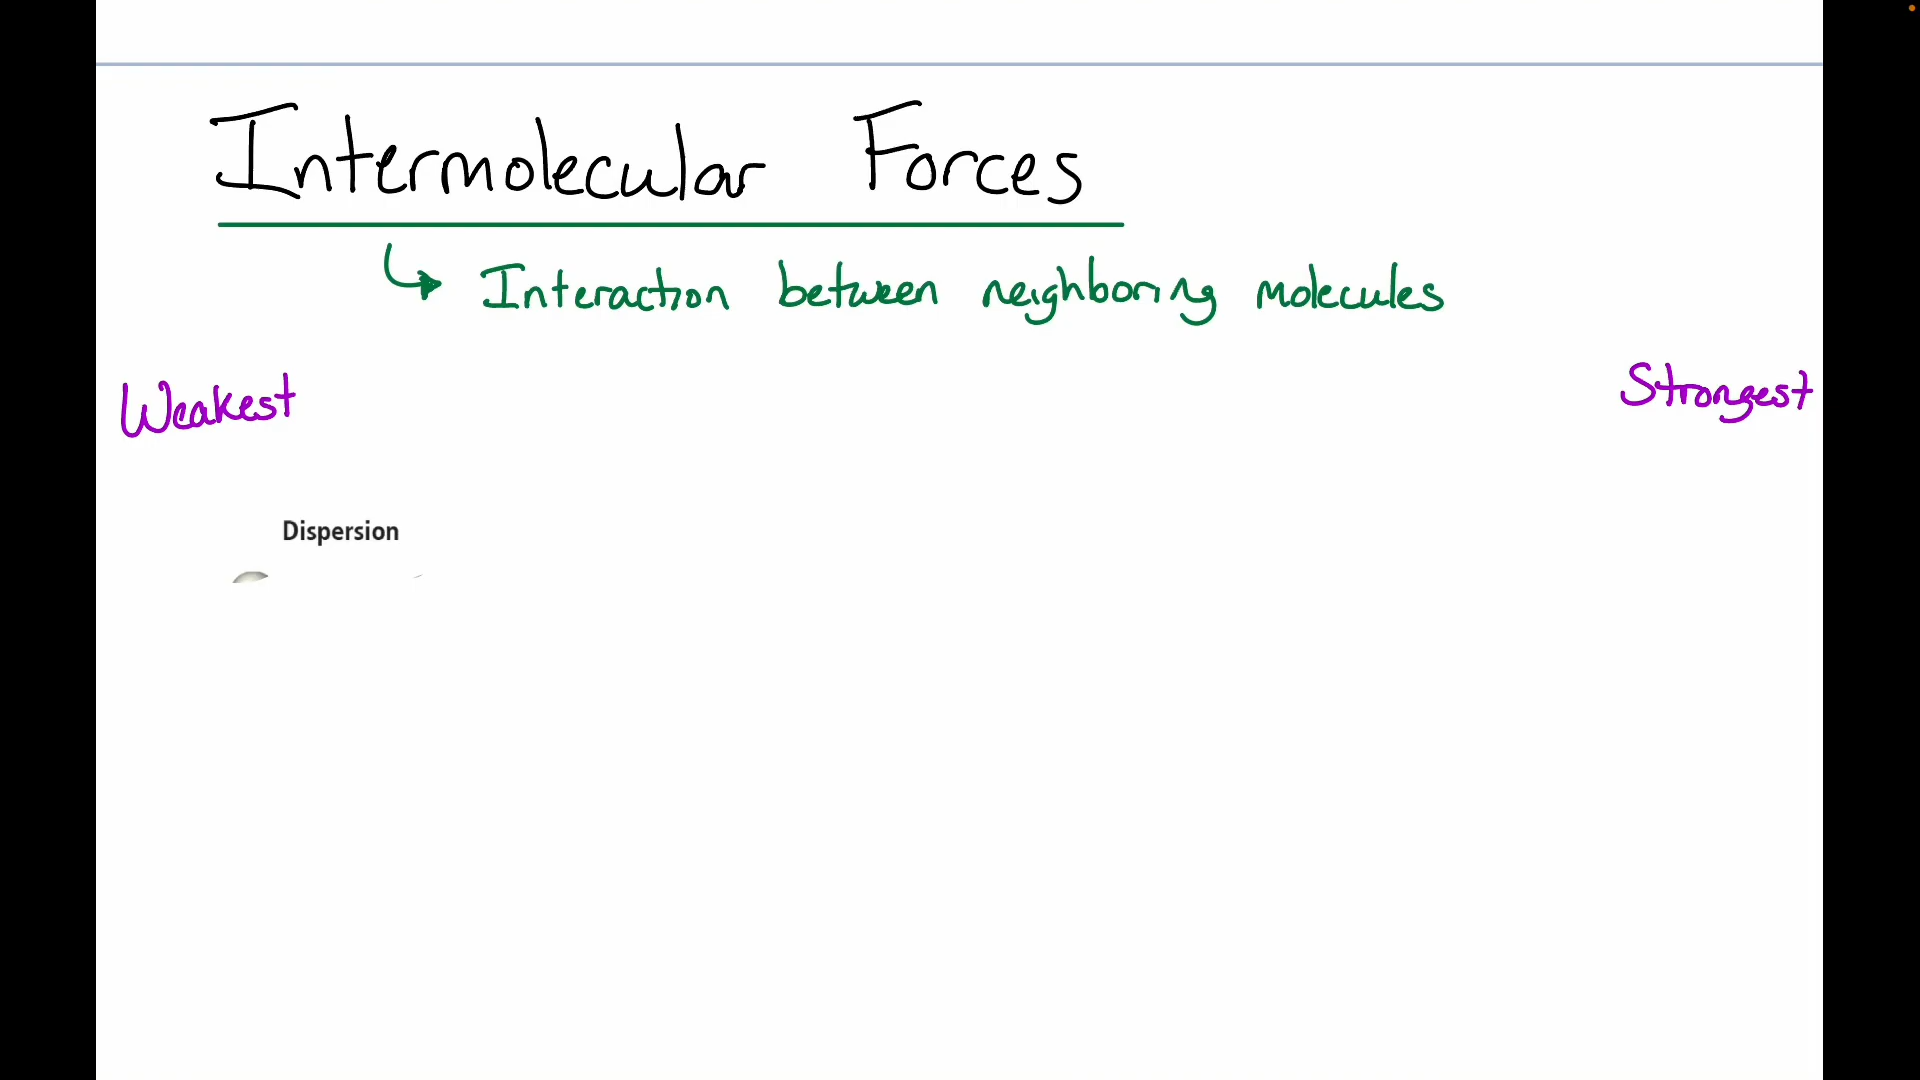 Intermolecular Forces
Interaction between neighboring molecules
Weakest
Strongest
Dispersion